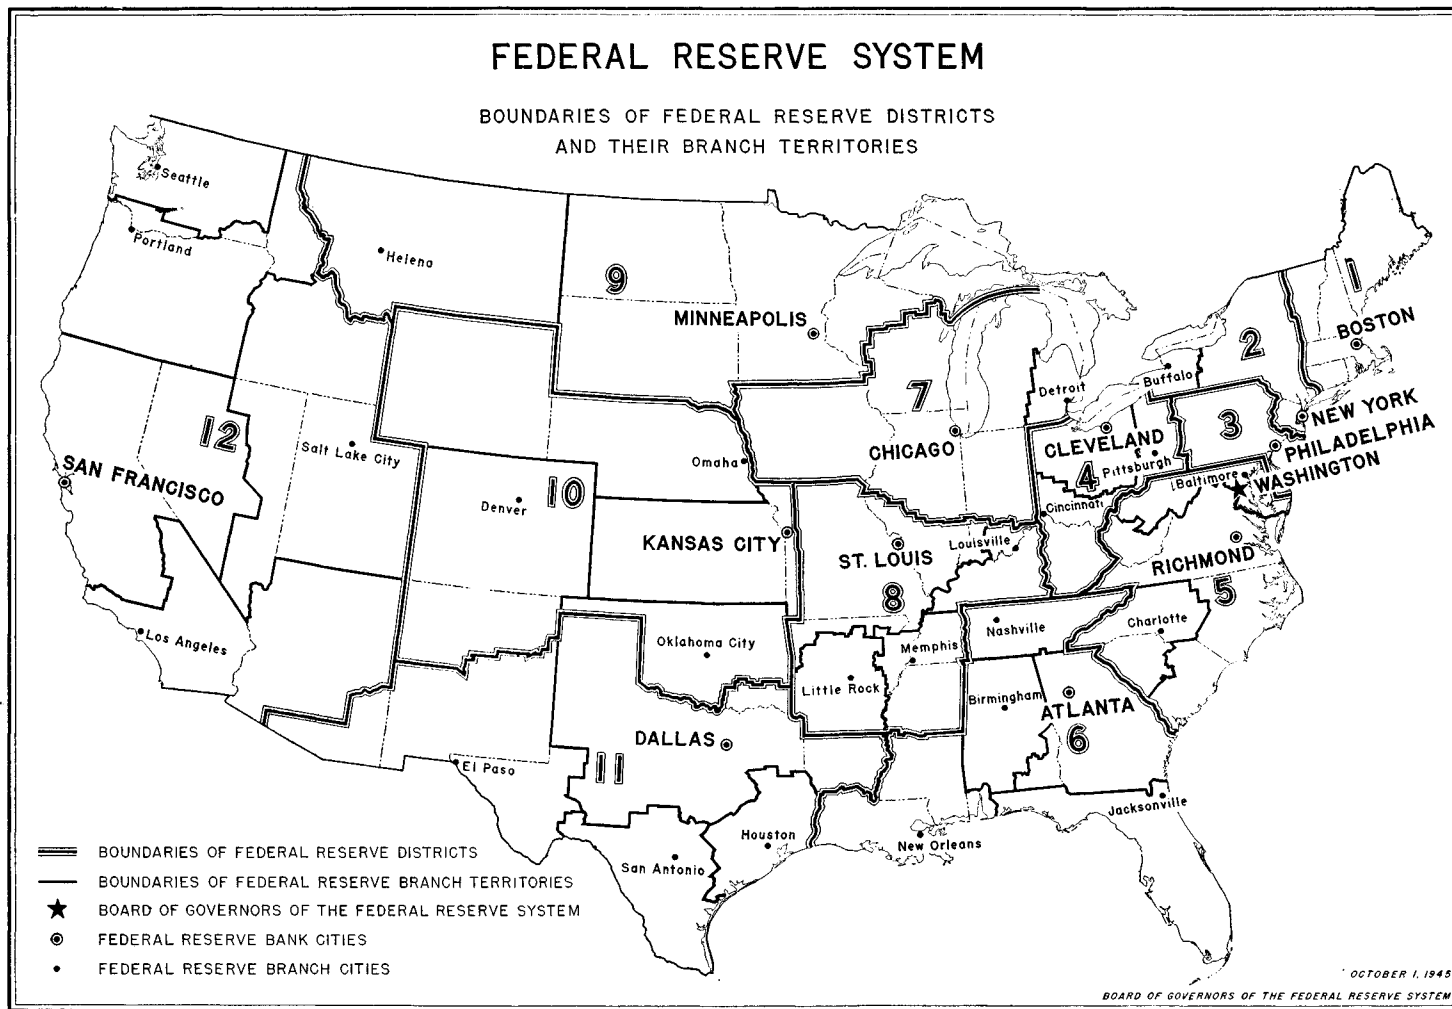 FEDERAL RESERVE SYSTEM
BOUNDARIES OF FEDERAL RESERVE DISTRICTS
AND THEIR BRANCH TERRITORIES
Seattle
Portland
Helena
9
MINNEAPOLIS
1
BOSTON
2
Buffalo
Detroit
7
CHICAGO
CLEVELAND
4
Pittsburgh
3
NEW YORK
PHILADELPHIA
WASHINGTON
Baltimore
Cincinnati
12
SAN FRANCISCO
Salt Lake City
Omaha
Denver
10
KANSAS CITY
ST. LOUIS
8
Louisville
RICHMOND
5
Los Angeles
Oklahoma City
Nashville
Charlotte
Memphis
Little Rock
Birmingham
ATLANTA
6
DALLAS
11
El Paso
Jacksonville
Houston
New Orleans
San Antonio
BOUNDARIES OF FEDERAL RESERVE DISTRICTS
BOUNDARIES OF FEDERAL RESERVE BRANCH TERRITORIES
BOARD OF GOVERNORS OF THE FEDERAL RESERVE SYSTEM
FEDERAL RESERVE BANK CITIES
FEDERAL RESERVE BRANCH CITIES
OCTOBER 1, 1945
BOARD OF GOVERNORS OF THE FEDERAL RESERVE SYSTEM